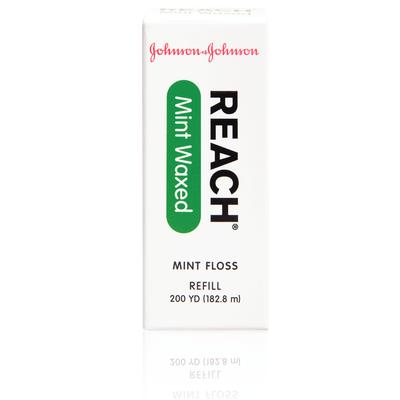 Johnson & Johnson
REACH®
Mint Waxed
MINT FLOSS
REFILL
200 YD (182.8 m)